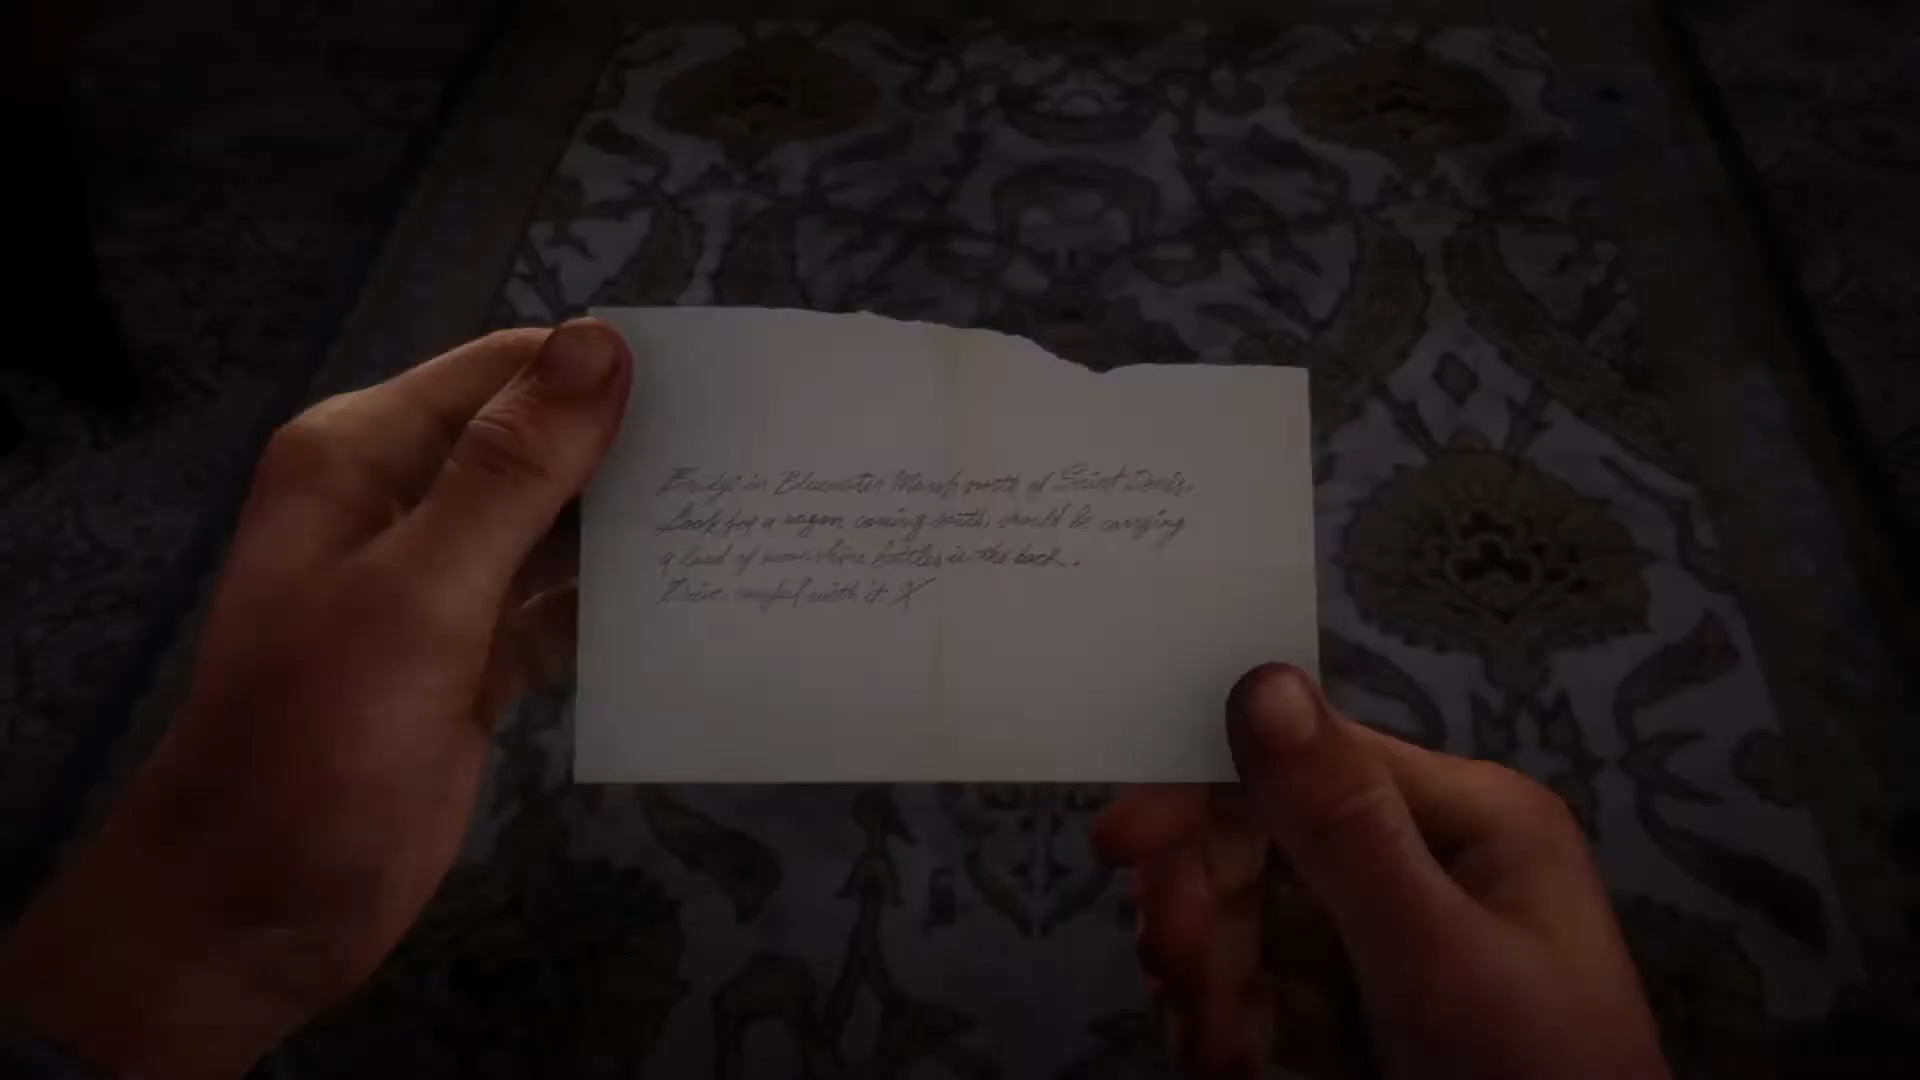 Bridge in Bluewater Marsh north of Saint Denis.
Look for a wagon coming south, should be carrying
a load of moonshine bottles in the back.
Drive careful with it. X